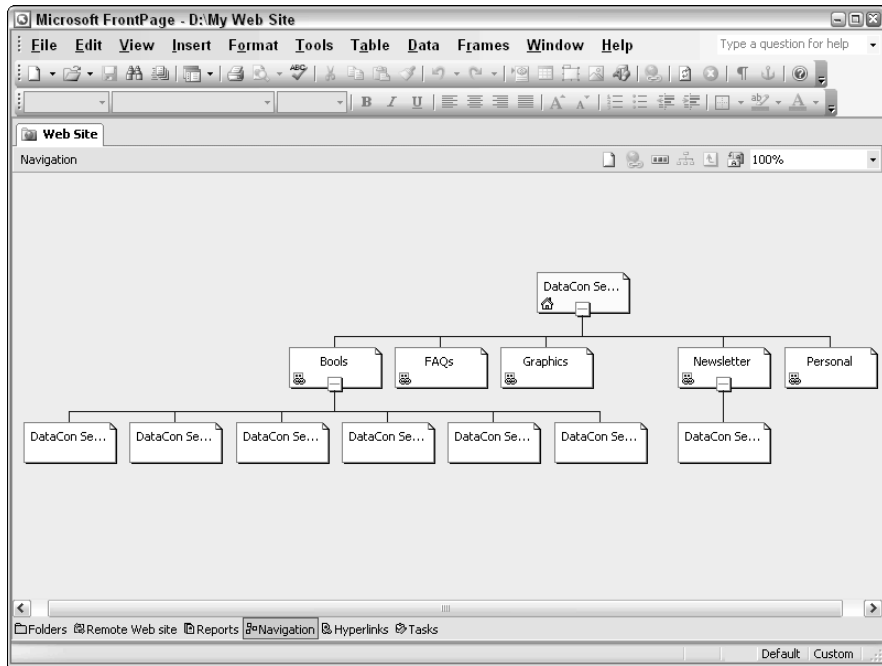 Microsoft FrontPage - D:\My Web Site
File Edit View Insert Format Tools Table Data Frames Window Help Type a question for help
ABC
B I U A A ab A
Web Site
Navigation 100%
DataCon Se...
Bools FAQs Graphics Newsletter Personal
DataCon Se... DataCon Se... DataCon Se... DataCon Se... DataCon Se... DataCon Se... DataCon Se...
Folders Remote Web site Reports Navigation Hyperlinks Tasks
Default Custom